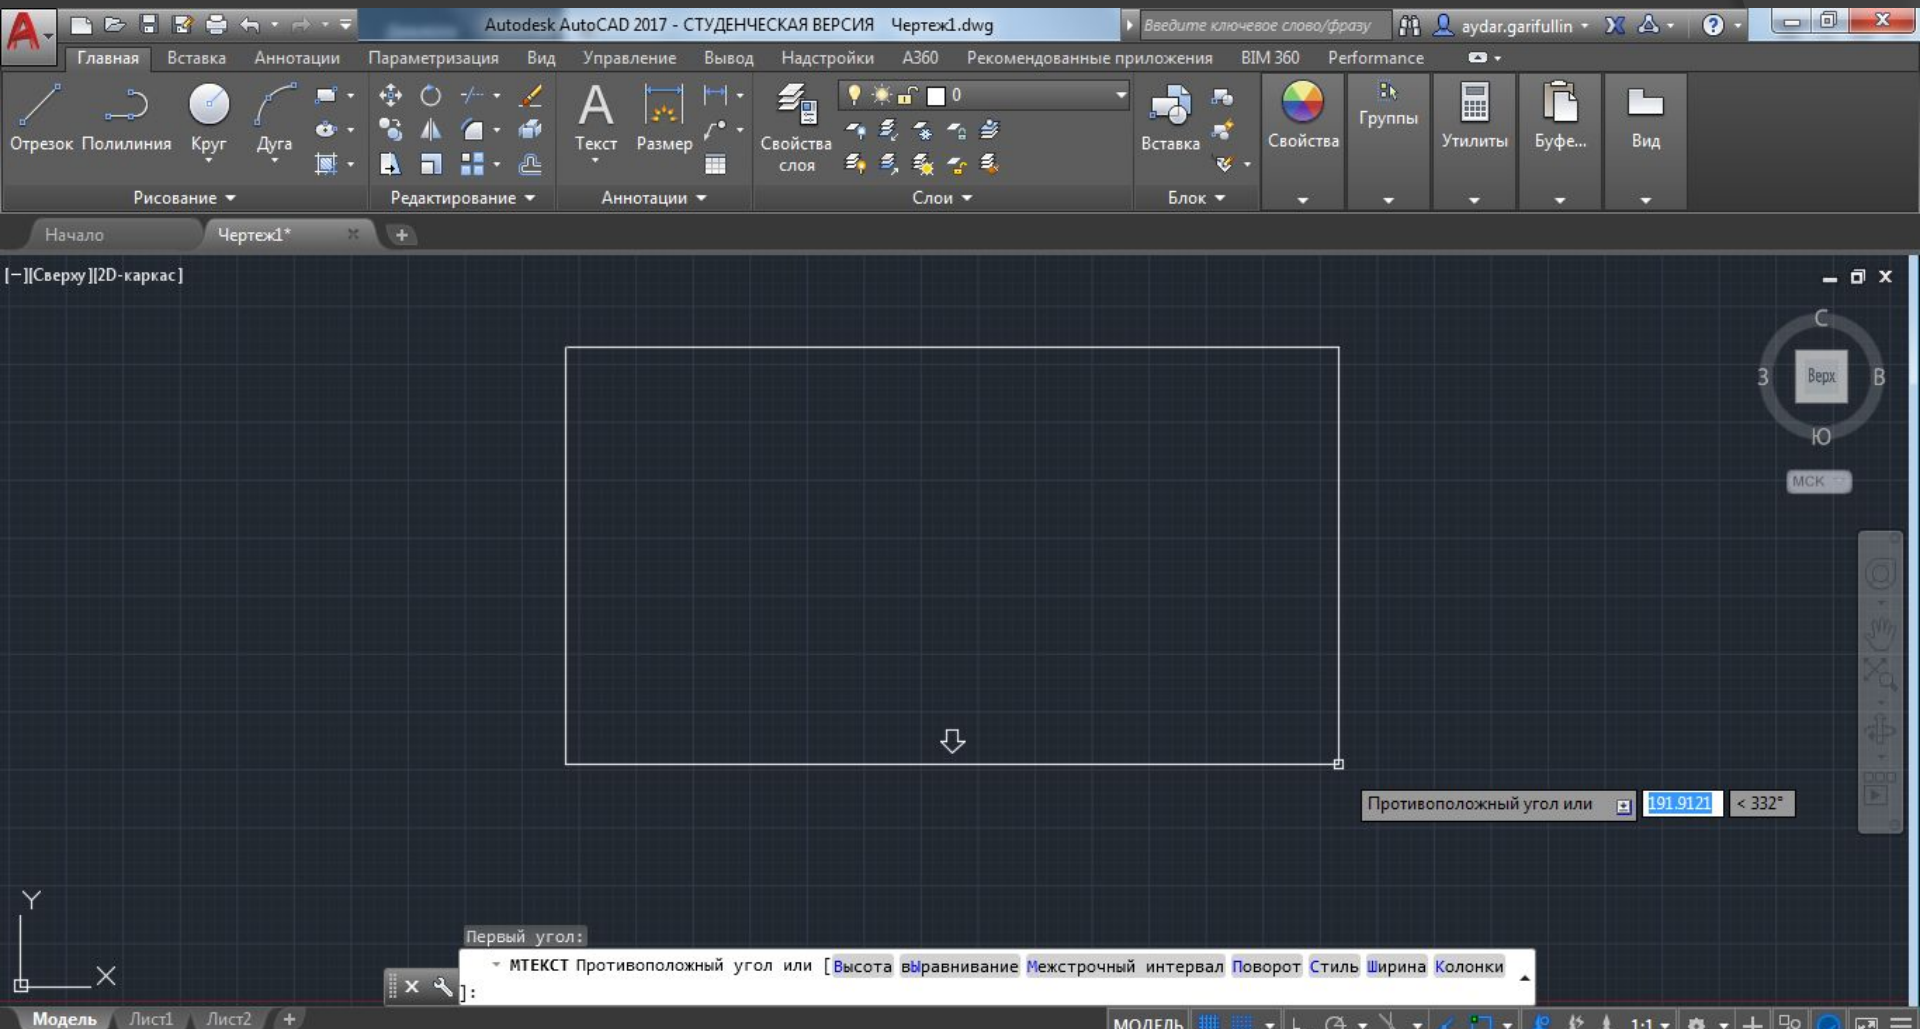 Autodesk AutoCAD 2017 - СТУДЕНЧЕСКАЯ ВЕРСИЯ Чертеж1.dwg
Введите ключевое слово/фразу
aydar.garifullin
Главная Вставка Аннотации Параметризация Вид Управление Вывод Надстройки A360 Рекомендованные приложения BIM 360 Performance
0
Отрезок Полилиния Круг Дуга
Текст Размер
Свойства слоя
Вставка
Свойства
Группы
Утилиты
Буфе...
Вид
Рисование Редактирование Аннотации Слои Блок
Начало Чертеж1*
[−][Сверху][2D-каркас]
С
З Верх В
Ю
МСК
Противоположный угол или 191.9121 < 332°
Y
X
Первый угол:
МТЕКСТ Противоположный угол или [Высота вЫравнивание Межстрочный интервал Поворот Стиль Ширина Колонки
]:
Модель Лист1 Лист2 +
МОДЕЛЬ 1:1